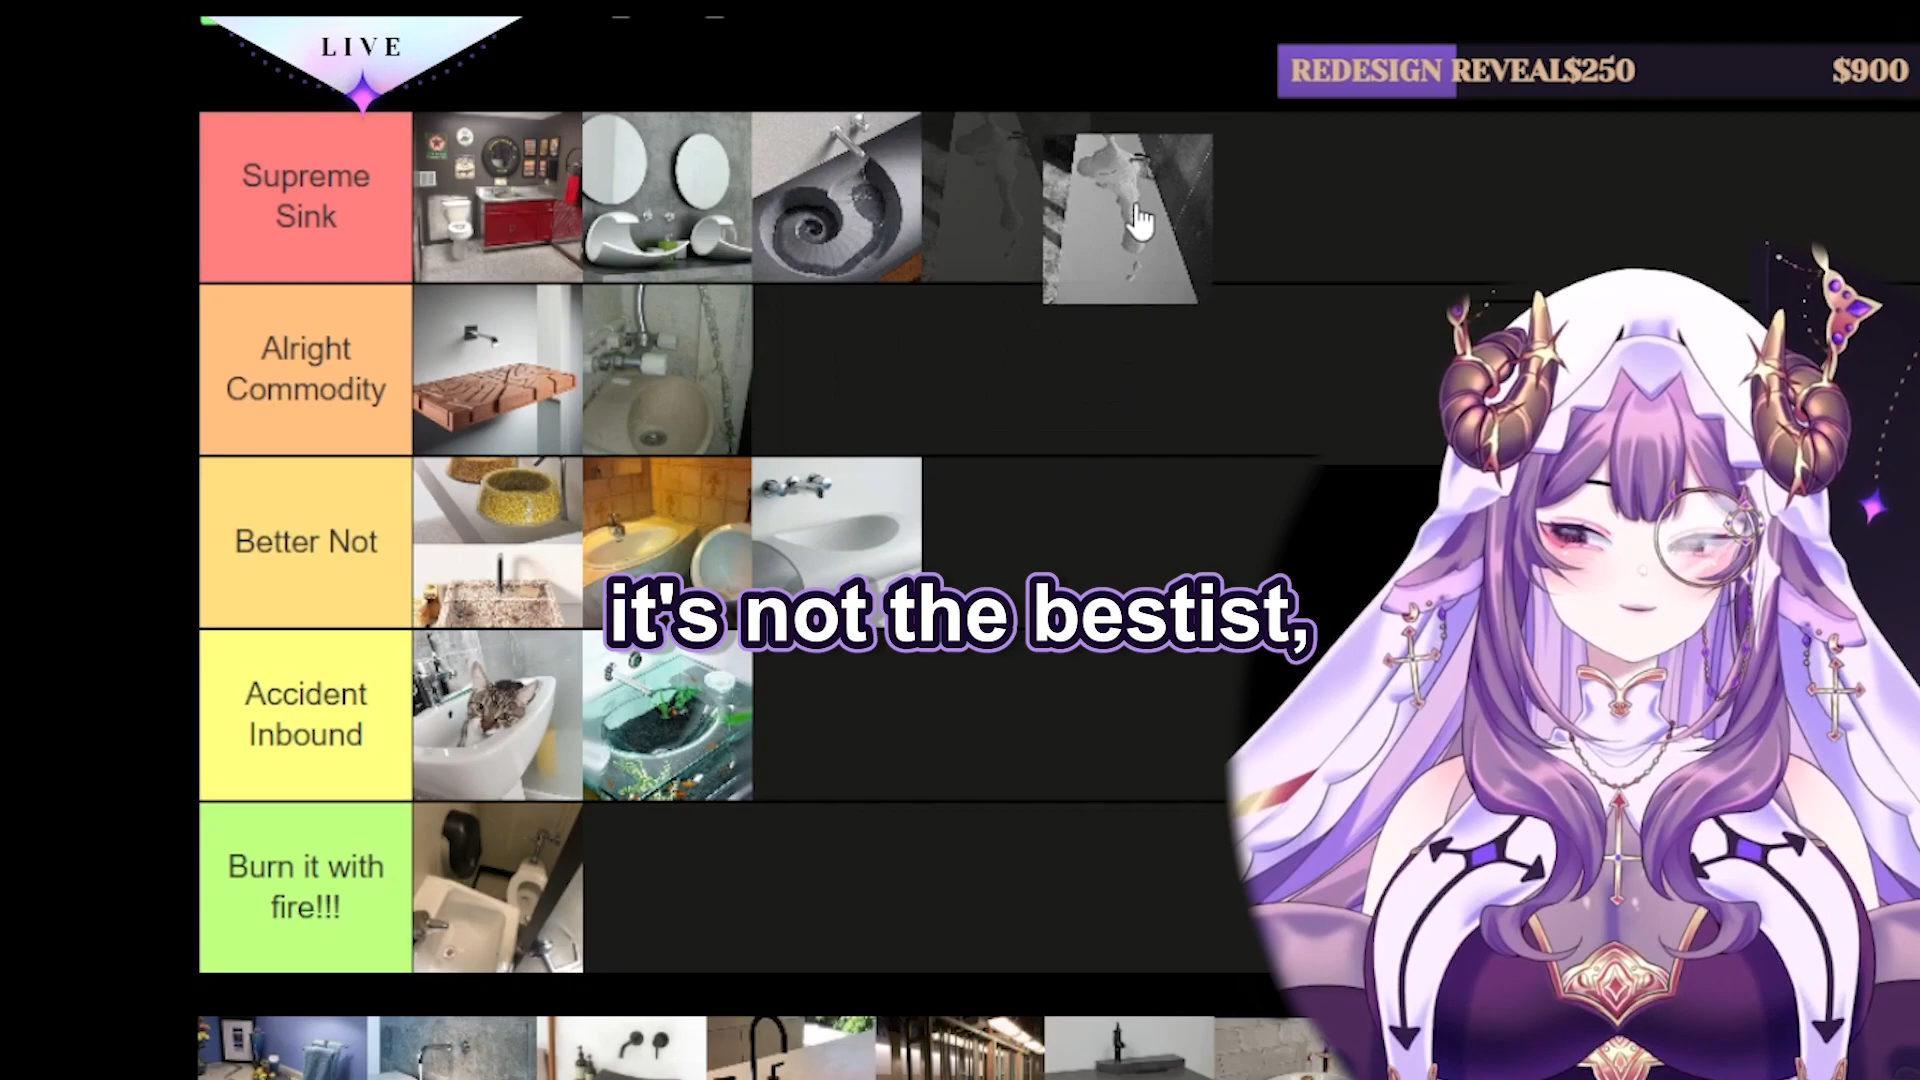 LIVE
REDESIGN REVEAL$250
$900
Supreme
Sink
Alright
Commodity
Better Not
it's not the bestist,
Accident
Inbound
Burn it with
fire!!!